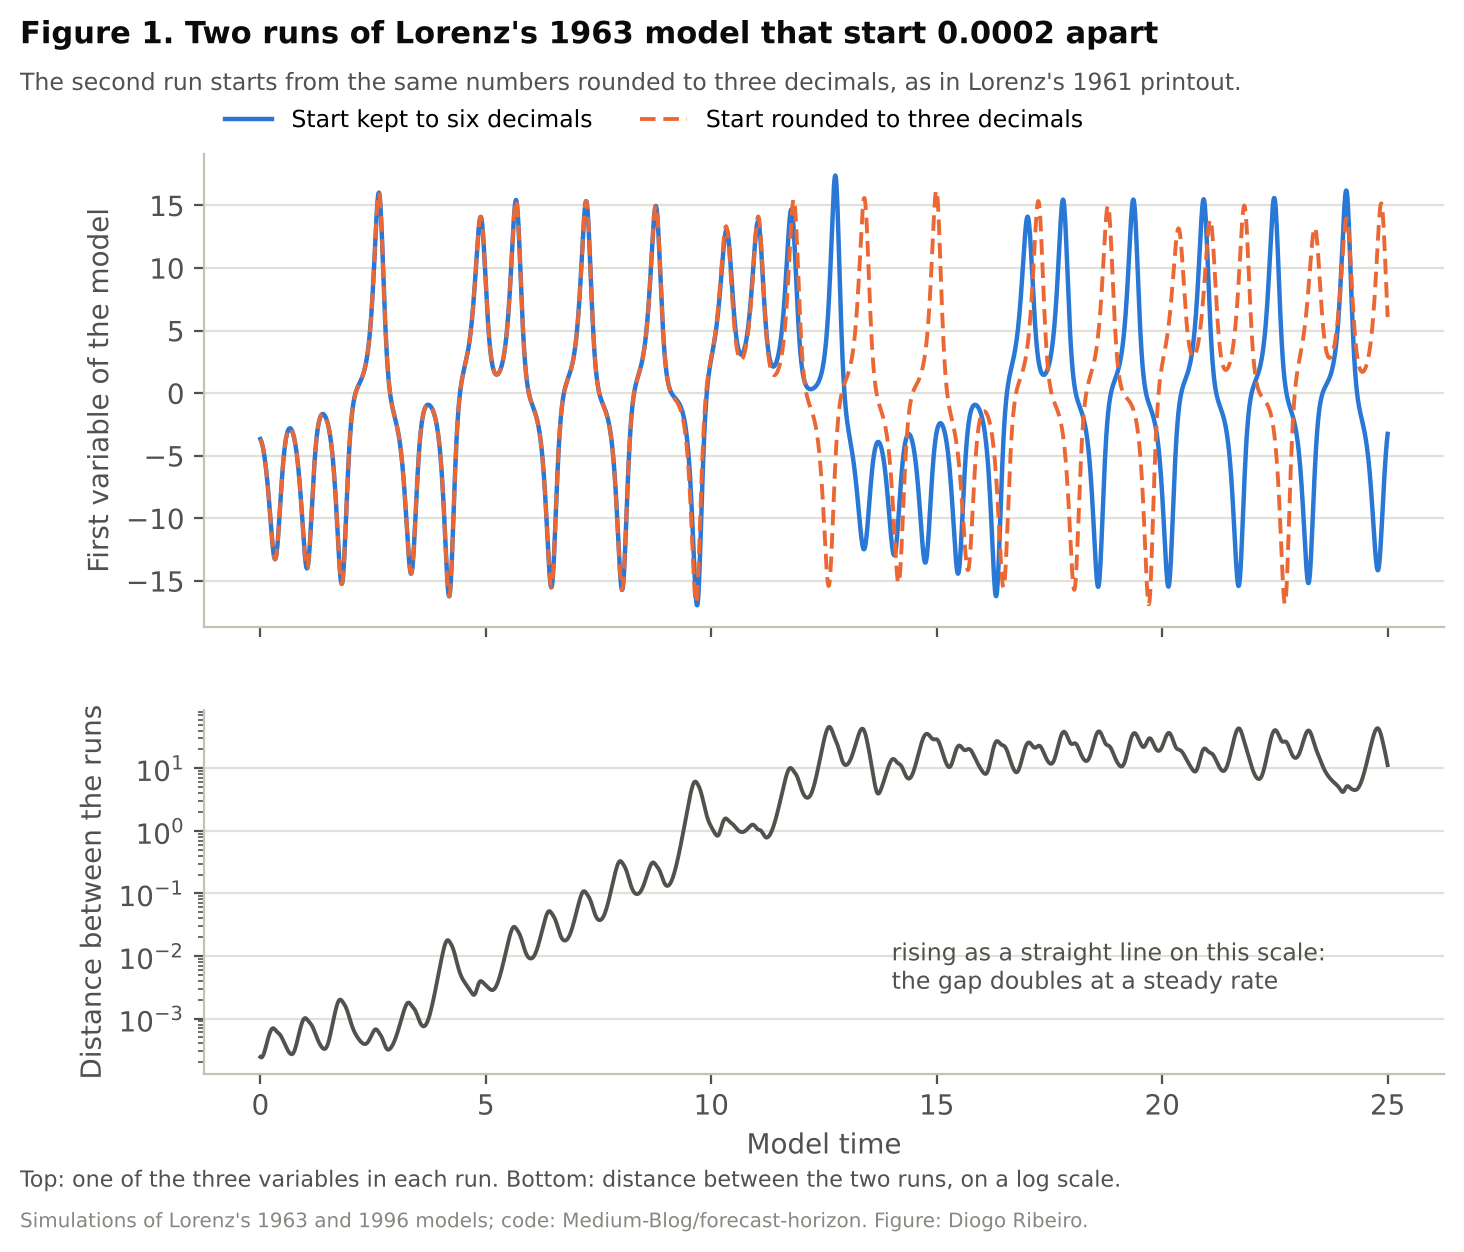 Figure 1. Two runs of Lorenz's 1963 model that start 0.0002 apart
The second run starts from the same numbers rounded to three decimals, as in Lorenz's 1961 printout.
Start kept to six decimals
Start rounded to three decimals
First variable of the model
15
10
5
0
−5
−10
−15
Distance between the runs
10¹
10⁰
10⁻¹
10⁻²
10⁻³
rising as a straight line on this scale:
the gap doubles at a steady rate
0 5 10 15 20 25
Model time
Top: one of the three variables in each run. Bottom: distance between the two runs, on a log scale.
Simulations of Lorenz's 1963 and 1996 models; code: Medium-Blog/forecast-horizon. Figure: Diogo Ribeiro.